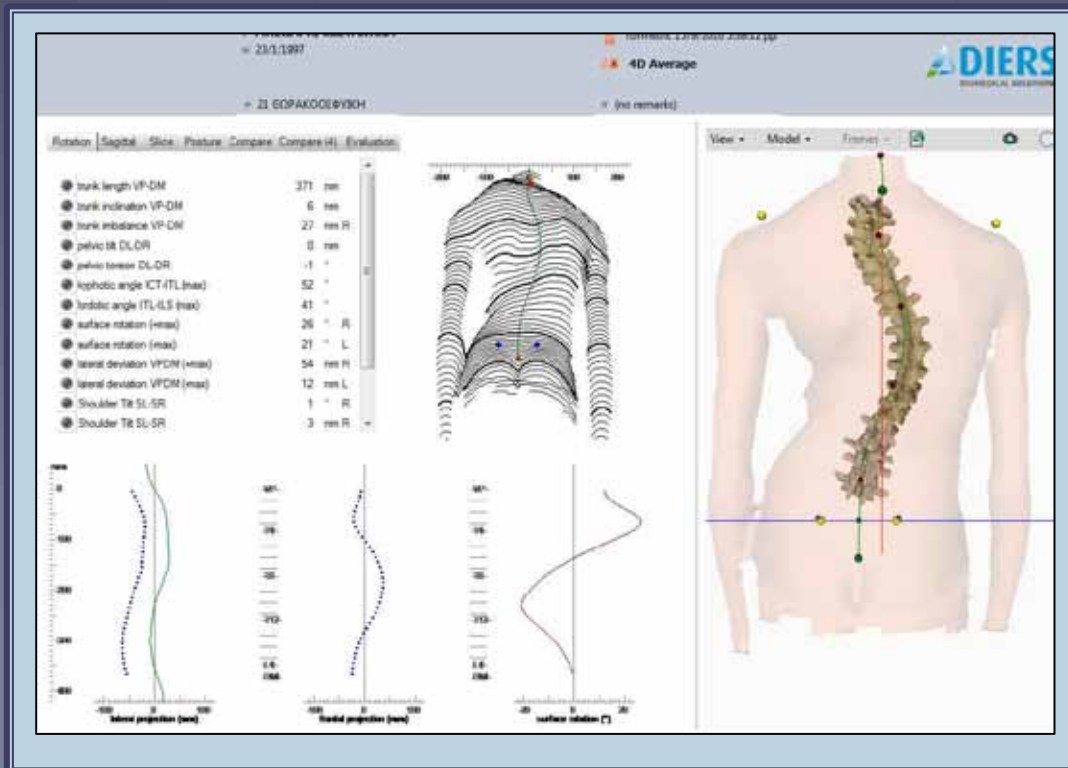 23/1/1997
4D Average
DIERS
21 ΘΩΡΑΚΟΟΣΦΥΙΚΗ
(no remarks)
Rotation Sagittal Slice Posture Compare Compare (4) Evaluation
View Model Frames
trunk length VP-DM 371 mm
trunk inclination VP-DM 6 mm
trunk imbalance VP-DM 27 mm R
pelvic tilt DL-DR 0 mm
pelvic torsion DL-DR -1 °
kyphotic angle ICT-ITL (max) 52 °
lordotic angle ITL-ILS (max) 41 °
surface rotation (+max) 26 ° R
surface rotation (-max) 21 ° L
lateral deviation VPDM (+max) 54 mm R
lateral deviation VPDM (-max) 12 mm L
Shoulder Tilt SL-SR 1 ° R
Shoulder Tilt SL-SR 3 mm R
lateral projection (mm)
frontal projection (mm)
surface rotation (°)